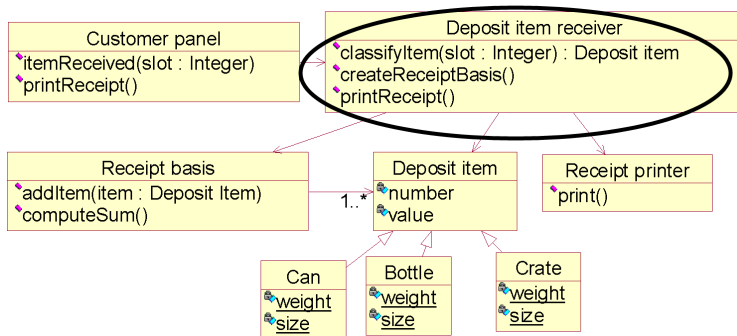 Customer panel
itemReceived(slot : Integer)
printReceipt()
Deposit item receiver
classifyItem(slot : Integer) : Deposit item
createReceiptBasis()
printReceipt()
Receipt basis
addItem(item : Deposit Item)
computeSum()
1..*
Deposit item
number
value
Receipt printer
print()
Can
weight
size
Bottle
weight
size
Crate
weight
size